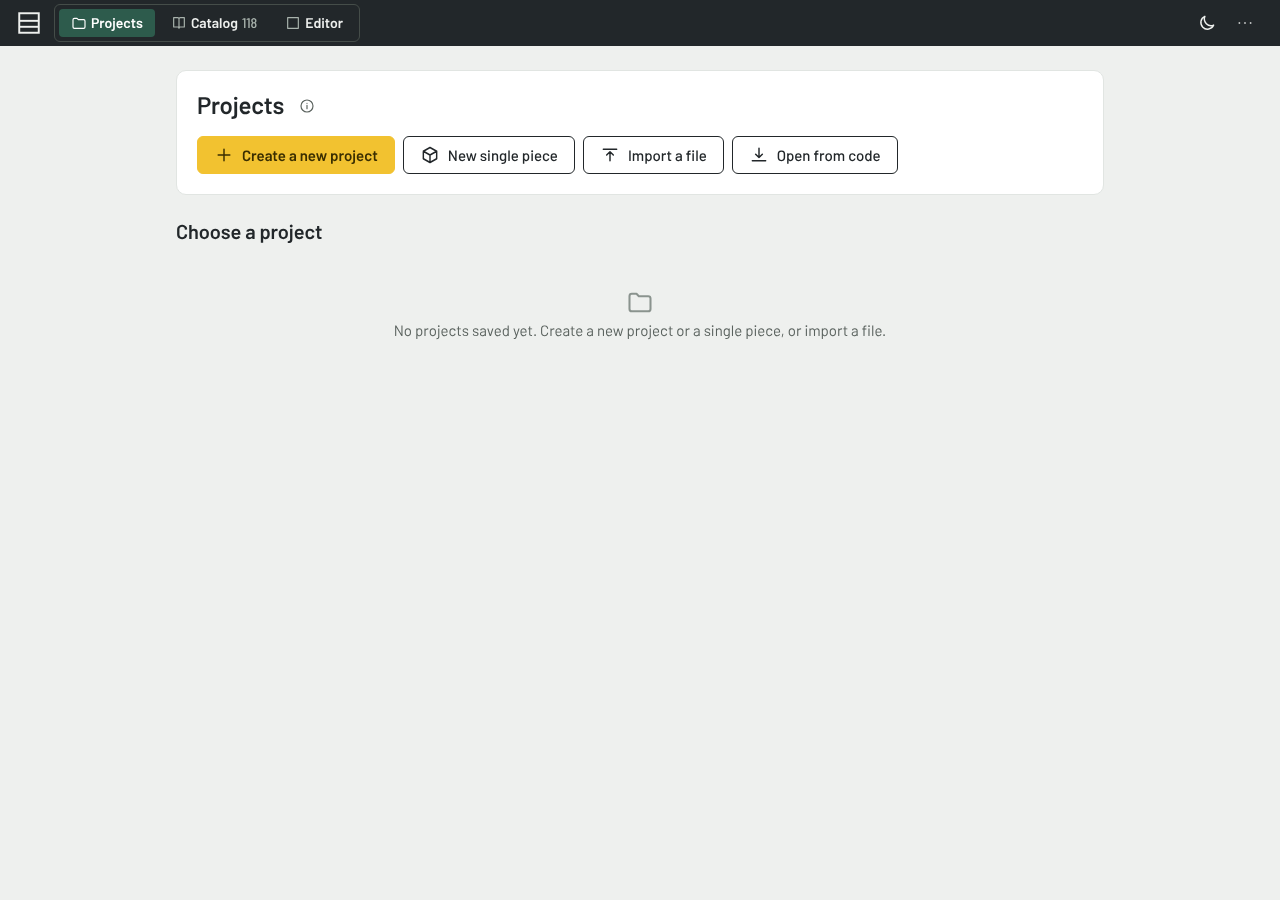 Projects
Catalog 118
Editor
Projects
Create a new project
New single piece
Import a file
Open from code
Choose a project
No projects saved yet. Create a new project or a single piece, or import a file.